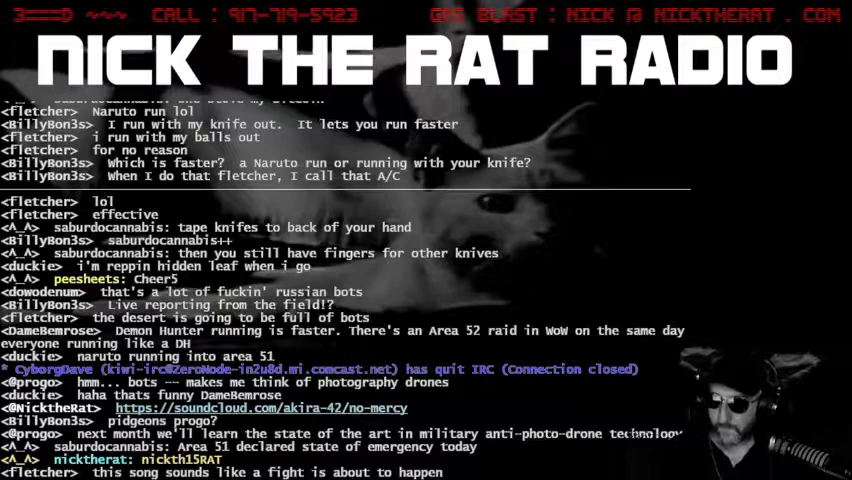 3===D ~~~ CALL : 917-719-5923
G2S BLAST : NICK @ NICKTHERAT . COM
NICK THE RAT RADIO
<fletcher> Naruto run lol
<BillyBon3s> I run with my knife out. It lets you run faster
<fletcher> i run with my balls out
<fletcher> for no reason
<BillyBon3s> Which is faster? a Naruto run or running with your knife?
<BillyBon3s> When I do that fletcher, I call that A/C
<fletcher> lol
<fletcher> effective
<^_^> saburdocannabis: tape knifes to back of your hand
<BillyBon3s> saburdocannabis++
<^_^> saburdocannabis: then you still have fingers for other knives
<duckie> i'm reppin hidden leaf when i go
<^_^> peesheets: Cheer5
<dowodenum> that's a lot of fuckin' russian bots
<BillyBon3s> Live reporting from the field!?
<fletcher> the desert is going to be full of bots
<DameBemrose> Demon Hunter running is faster. There's an Area 52 raid in WoW on the same day
everyone running like a DH
<duckie> naruto running into area 51
* CyborgDave (kiwi-irc@ZeroNode-in2u8d.mi.comcast.net) has quit IRC (Connection closed)
<@progo> hmm... bots -- makes me think of photography drones
<duckie> haha thats funny DameBemrose
<@NicktheRat> https://soundcloud.com/akira-42/no-mercy
<BillyBon3s> pidgeons progo?
<@progo> next month we'll learn the state of the art in military anti-photo-drone technology
<^_^> saburdocannabis: Area 51 declared state of emergency today
<^_^> nicktherat: nickth15RAT
<fletcher> this song sounds like a fight is about to happen